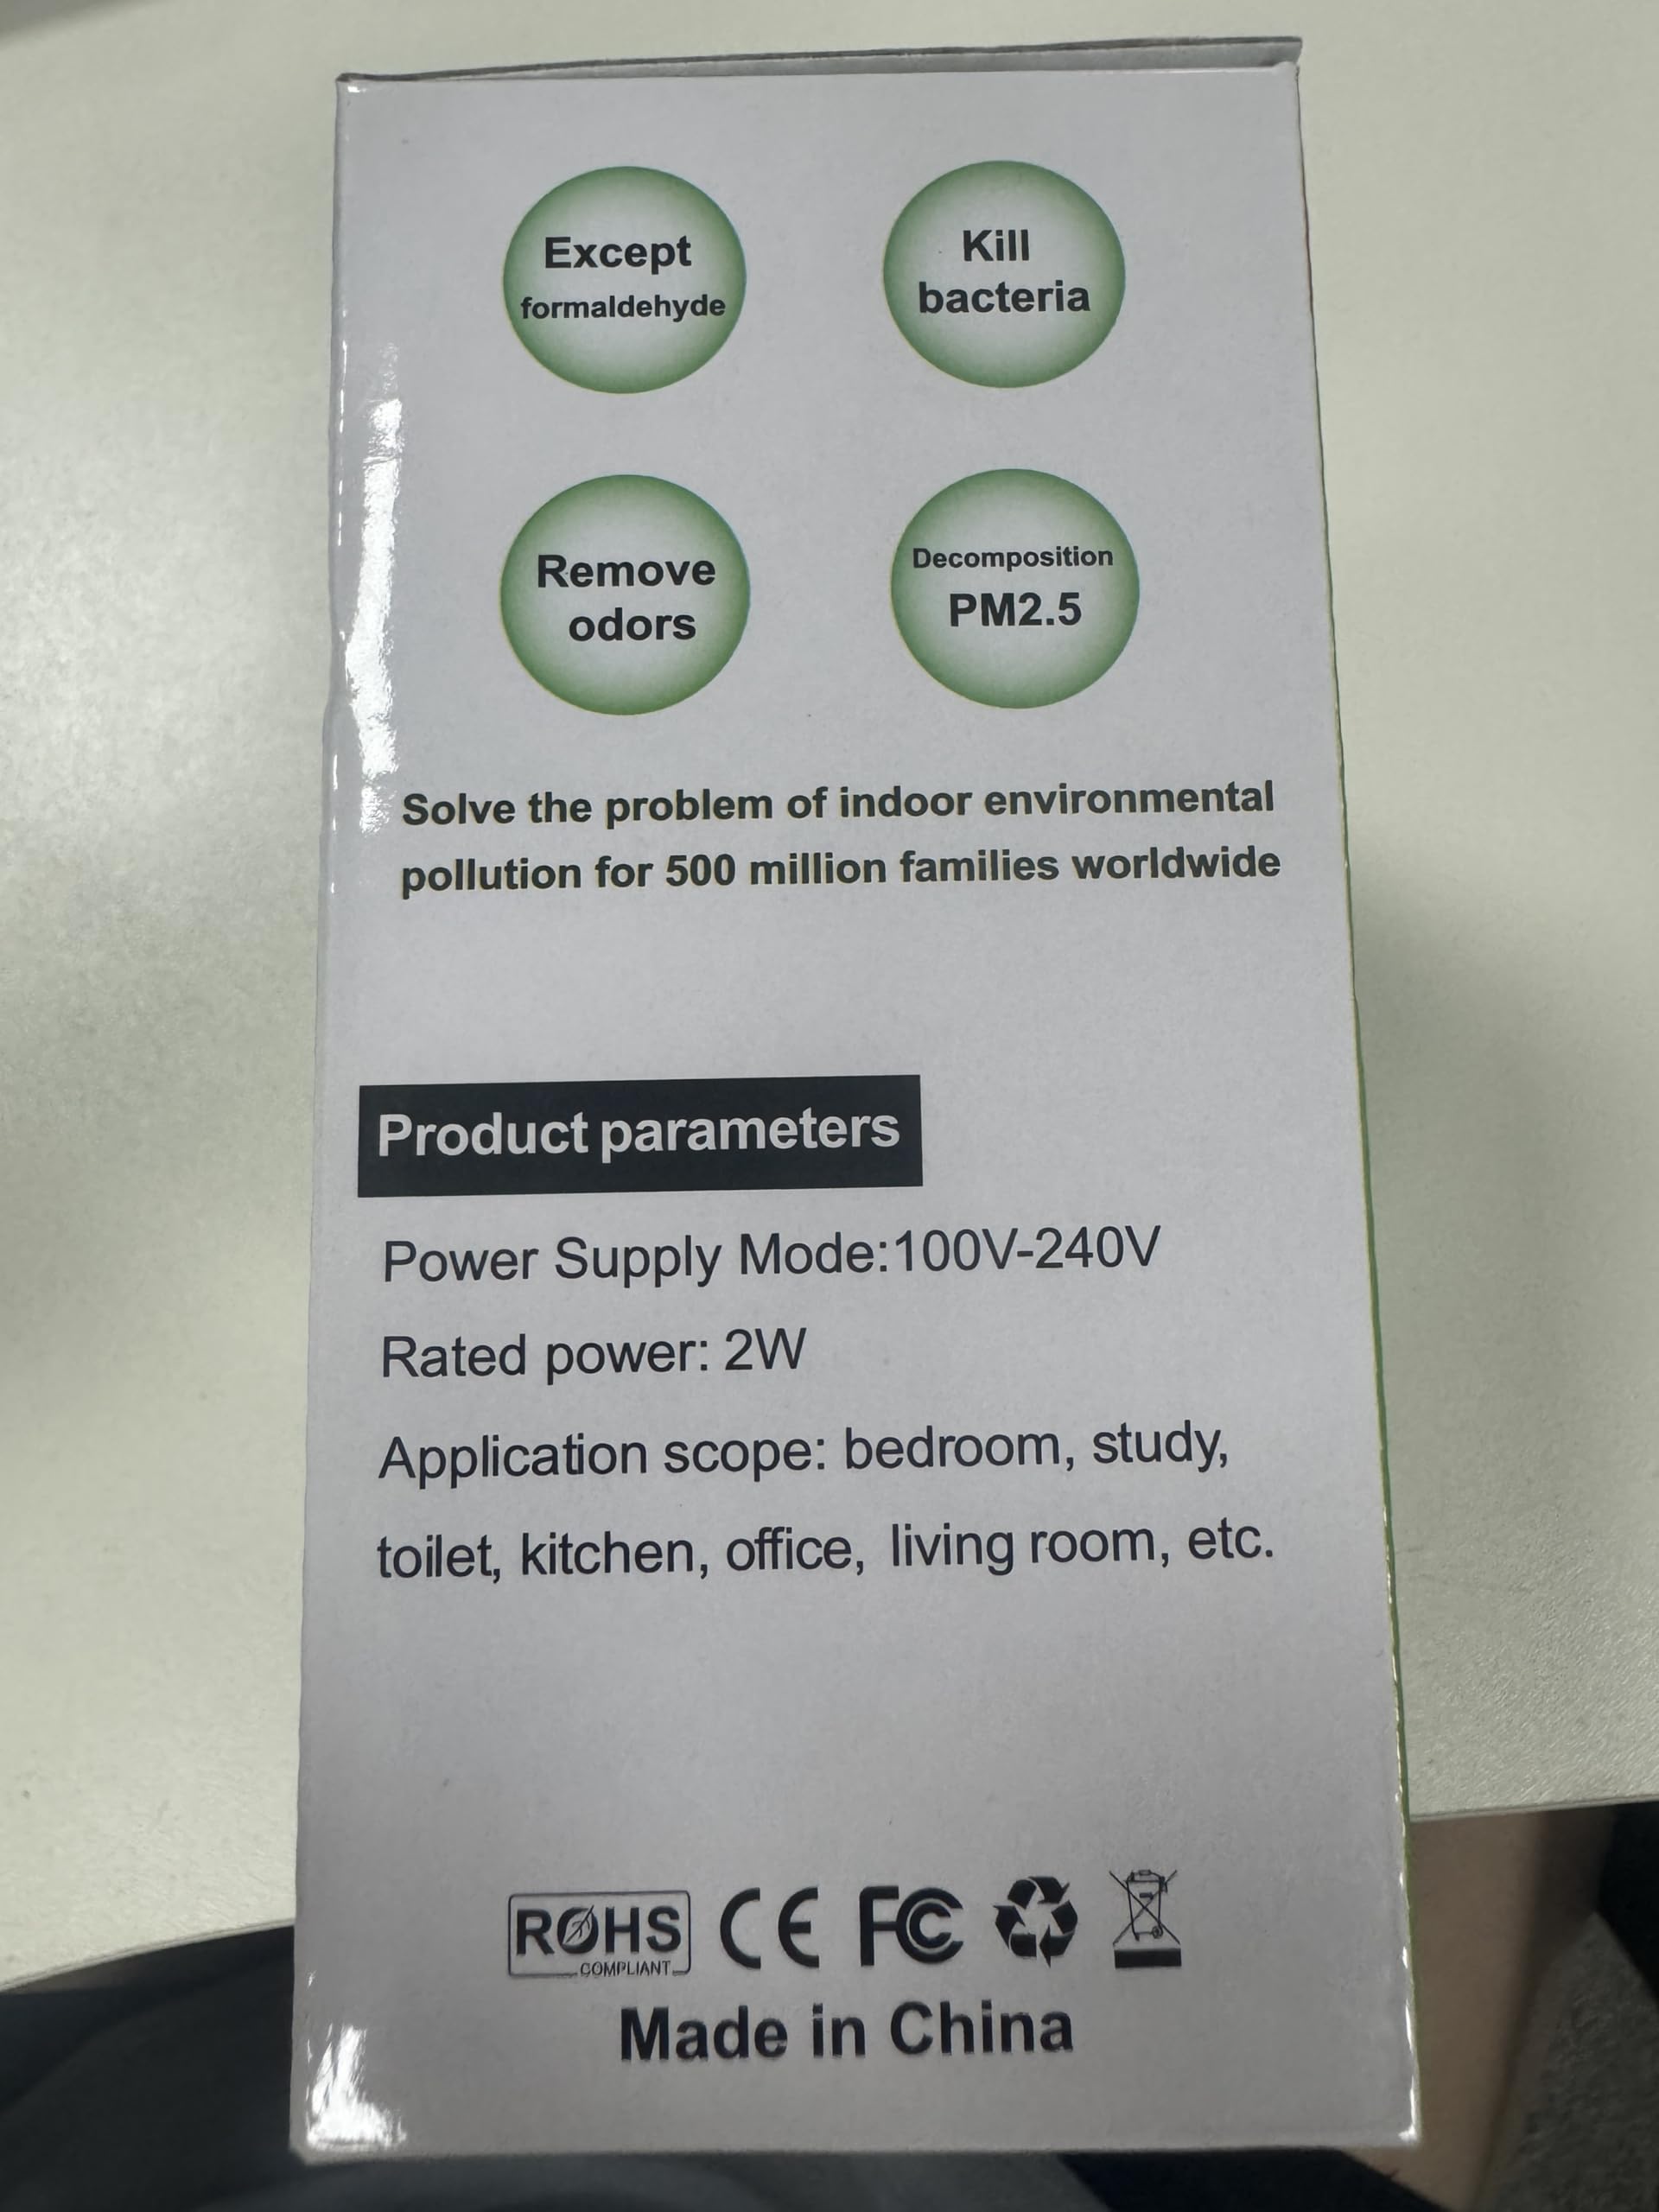 Except
formaldehyde
Kill
bacteria
Remove
odors
Decomposition
PM2.5
Solve the problem of indoor environmental
pollution for 500 million families worldwide
Product parameters
Power Supply Mode:100V-240V
Rated power: 2W
Application scope: bedroom, study,
toilet, kitchen, office, living room, etc.
ROHS
COMPLIANT
CE FC
Made in China